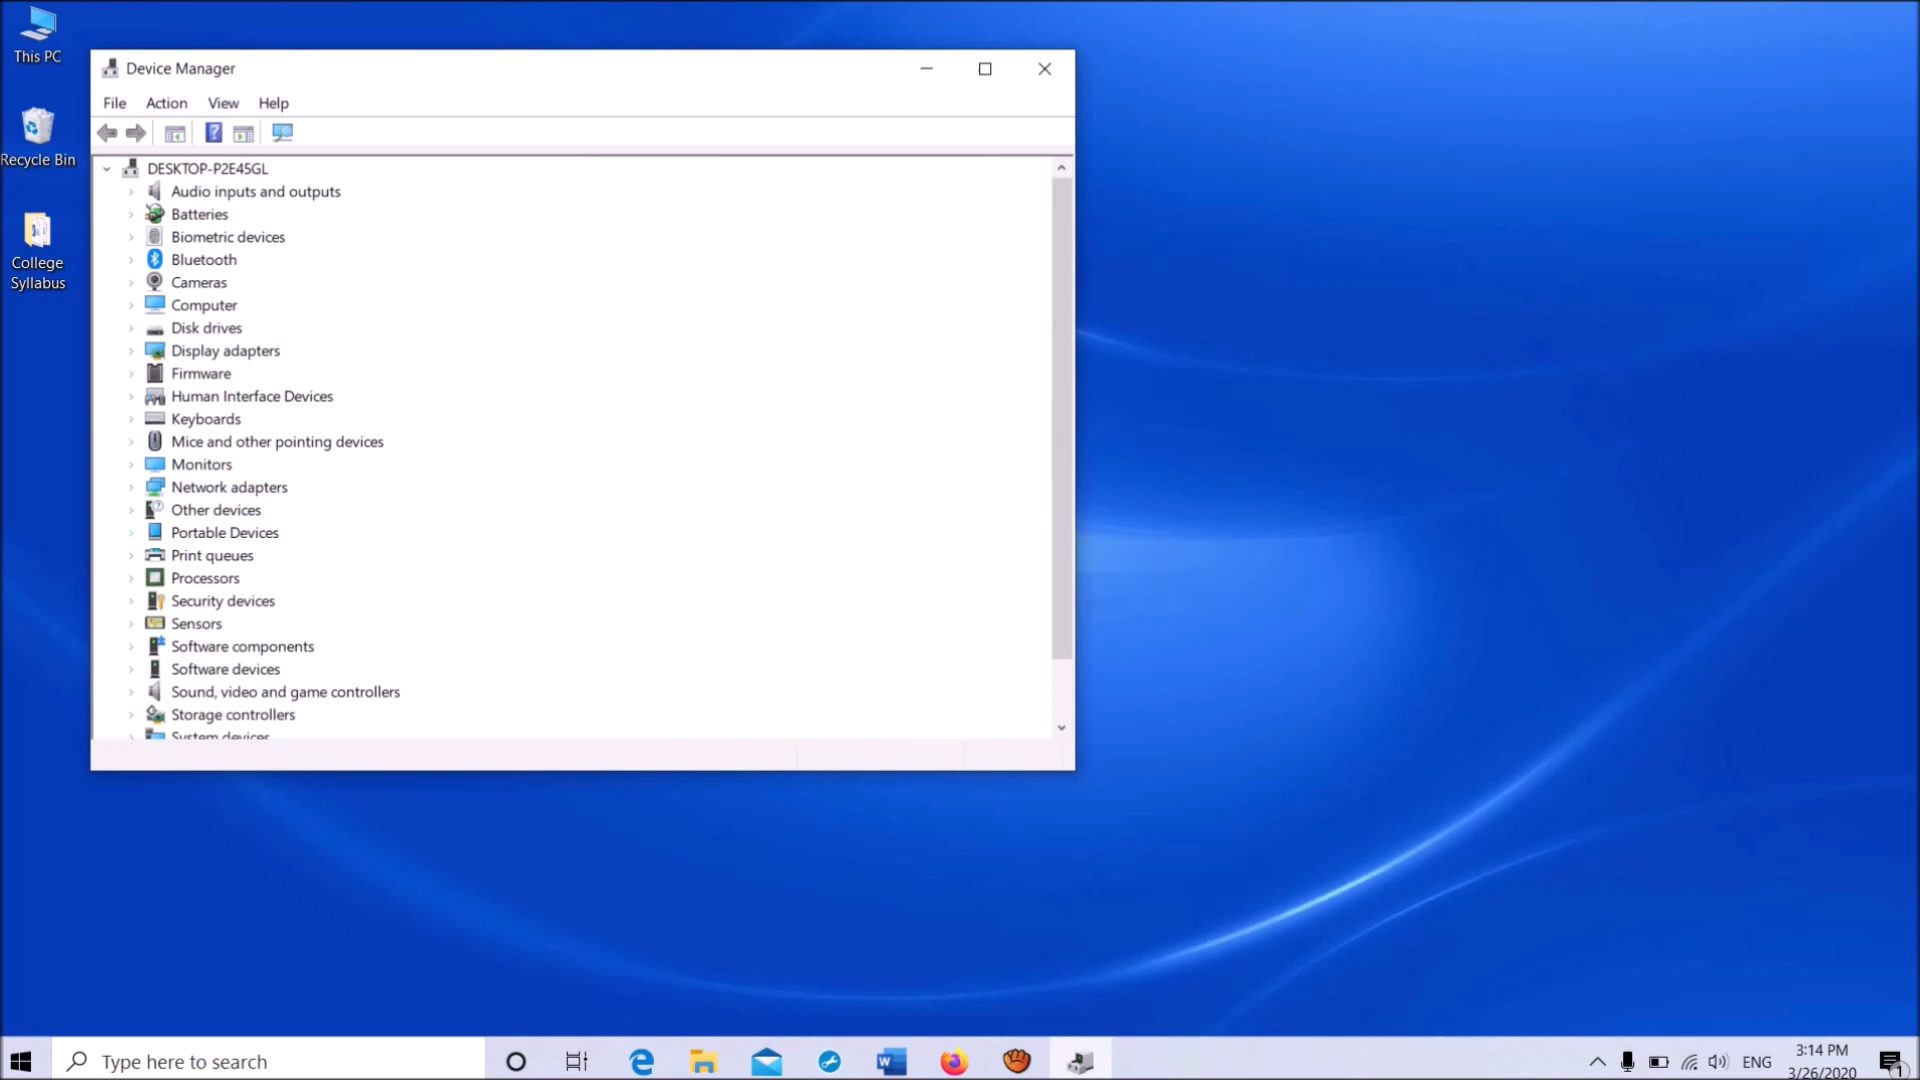 This PC
Recycle Bin
College
Syllabus
Device Manager
File Action View Help
DESKTOP-P2E45GL
Audio inputs and outputs
Batteries
Biometric devices
Bluetooth
Cameras
Computer
Disk drives
Display adapters
Firmware
Human Interface Devices
Keyboards
Mice and other pointing devices
Monitors
Network adapters
Other devices
Portable Devices
Print queues
Processors
Security devices
Sensors
Software components
Software devices
Sound, video and game controllers
Storage controllers
System devices
Type here to search
ENG
3:14 PM
3/26/2020
1